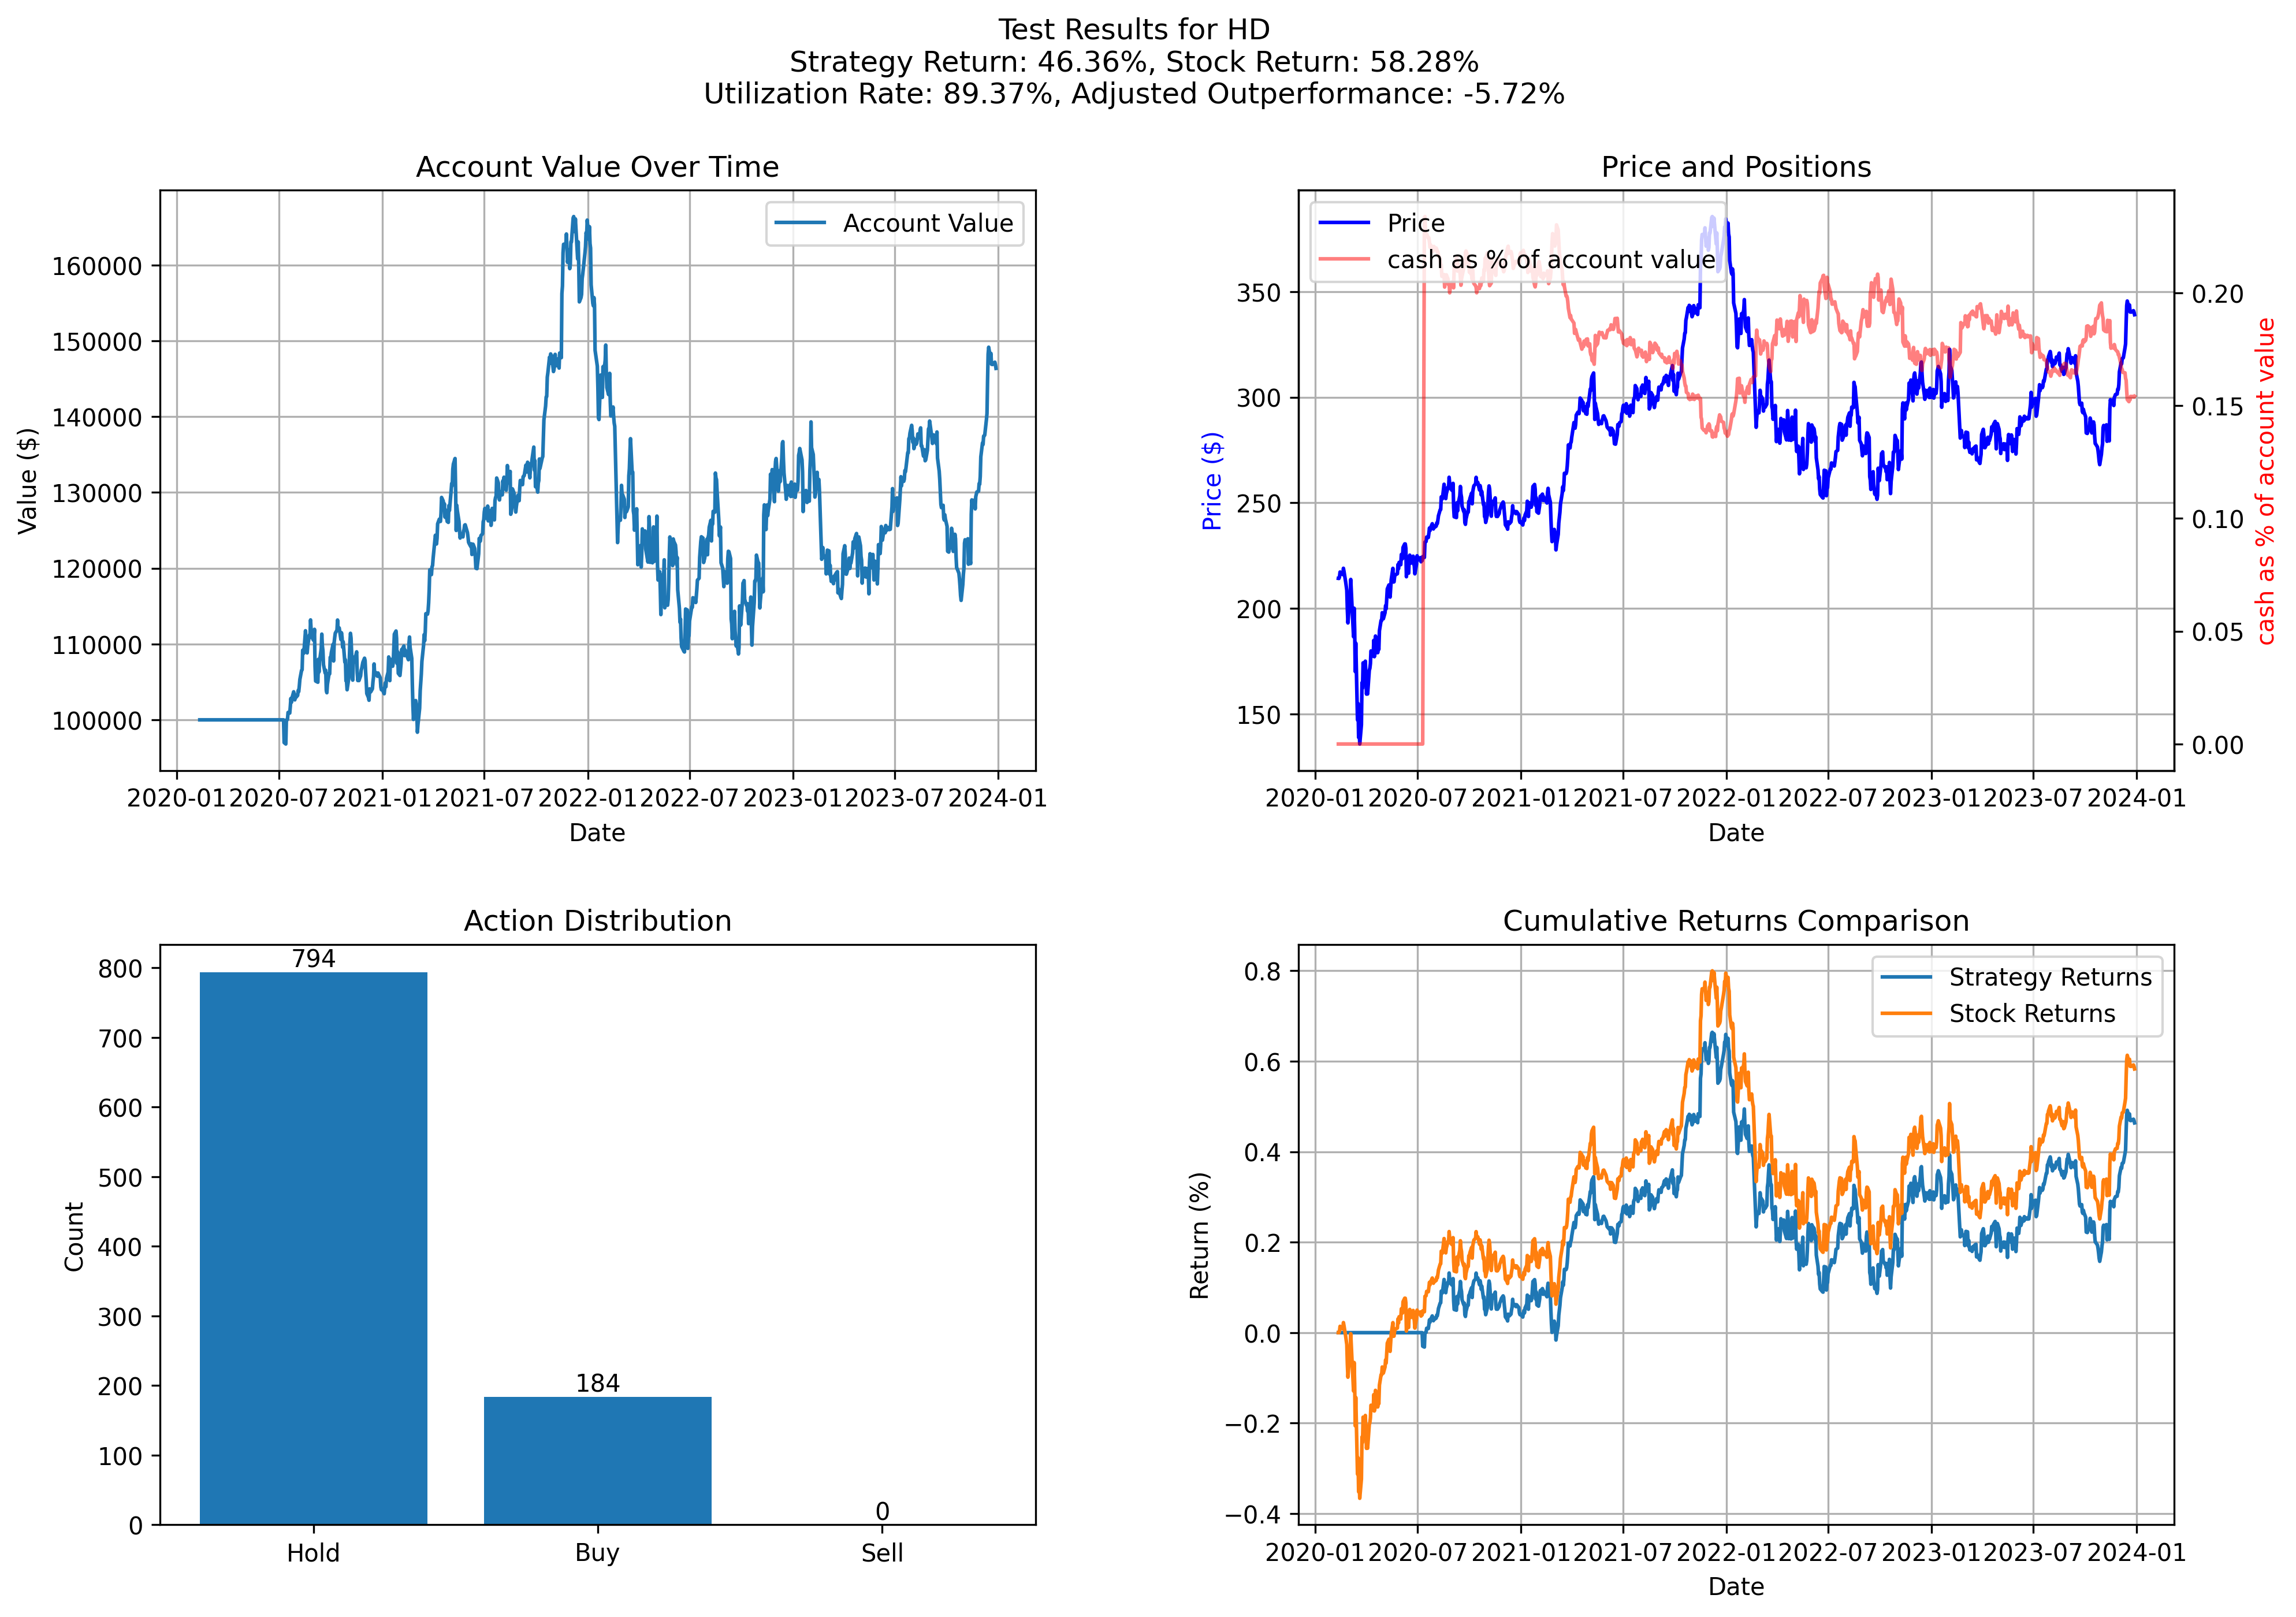 Test Results for HD
Strategy Return: 46.36%, Stock Return: 58.28%
Utilization Rate: 89.37%, Adjusted Outperformance: -5.72%
Account Value Over Time
Account Value
Value ($)
160000
150000
140000
130000
120000
110000
100000
2020-01 2020-07 2021-01 2021-07 2022-01 2022-07 2023-01 2023-07 2024-01
Date
Price and Positions
Price
cash as % of account value
Price ($)
350
300
250
200
150
0.20
0.15
0.10
0.05
0.00
cash as % of account value
2020-01 2020-07 2021-01 2021-07 2022-01 2022-07 2023-01 2023-07 2024-01
Date
Action Distribution
Count
800
700
600
500
400
300
200
100
0
794
184
0
Hold Buy Sell
Cumulative Returns Comparison
Strategy Returns
Stock Returns
Return (%)
0.8
0.6
0.4
0.2
0.0
−0.2
−0.4
2020-01 2020-07 2021-01 2021-07 2022-01 2022-07 2023-01 2023-07 2024-01
Date